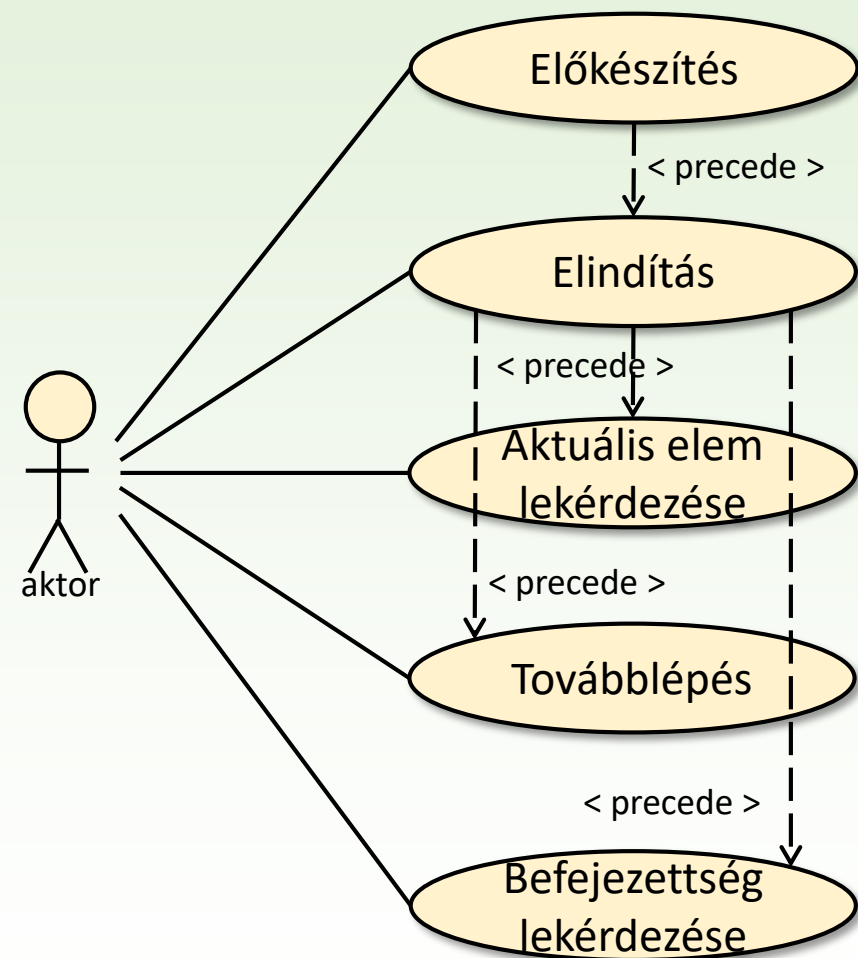 Előkészítés
< precede >
Elindítás
< precede >
Aktuális elem
lekérdezése
aktor
< precede >
Továbblépés
< precede >
Befejezettség
lekérdezése